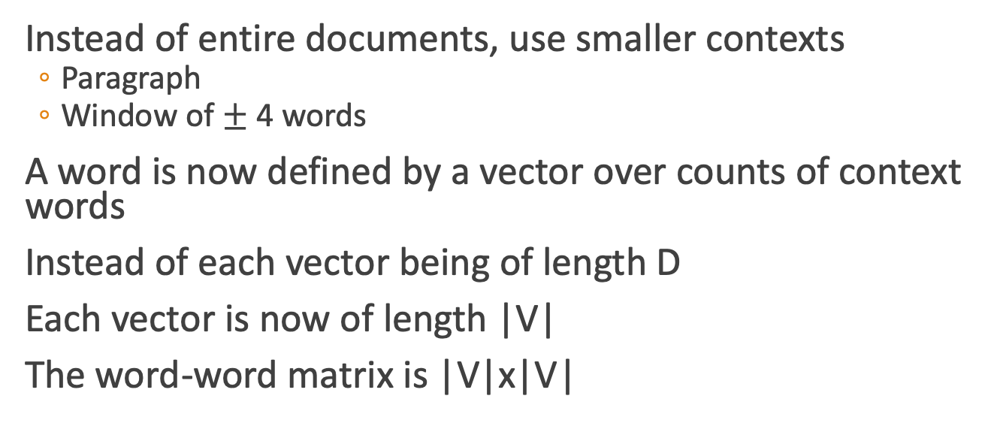 Instead of entire documents, use smaller contexts
◦ Paragraph
◦ Window of ± 4 words
A word is now defined by a vector over counts of context
words
Instead of each vector being of length D
Each vector is now of length |V|
The word-word matrix is |V|x|V|